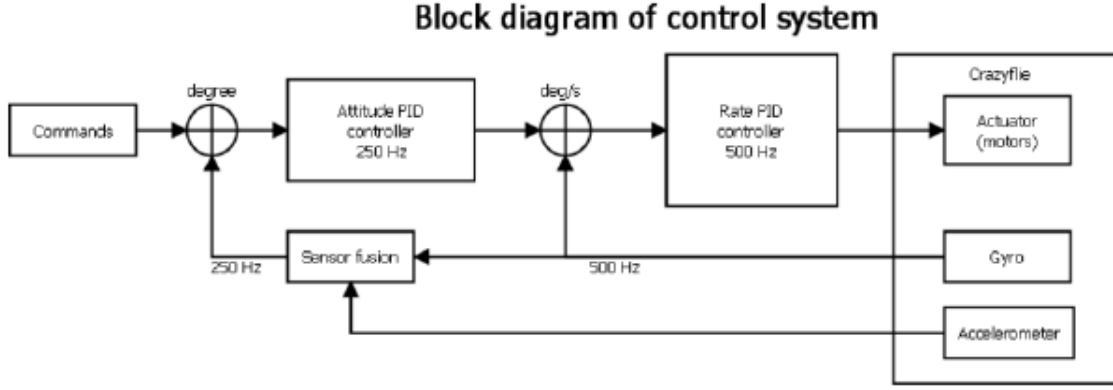 Block diagram of control system
Crazyflie
degree
deg/s
Commands
Attitude PID
controller
250 Hz
Rate PID
controller
500 Hz
Actuator
(motors)
250 Hz
Sensor fusion
500 Hz
Gyro
Accelerometer